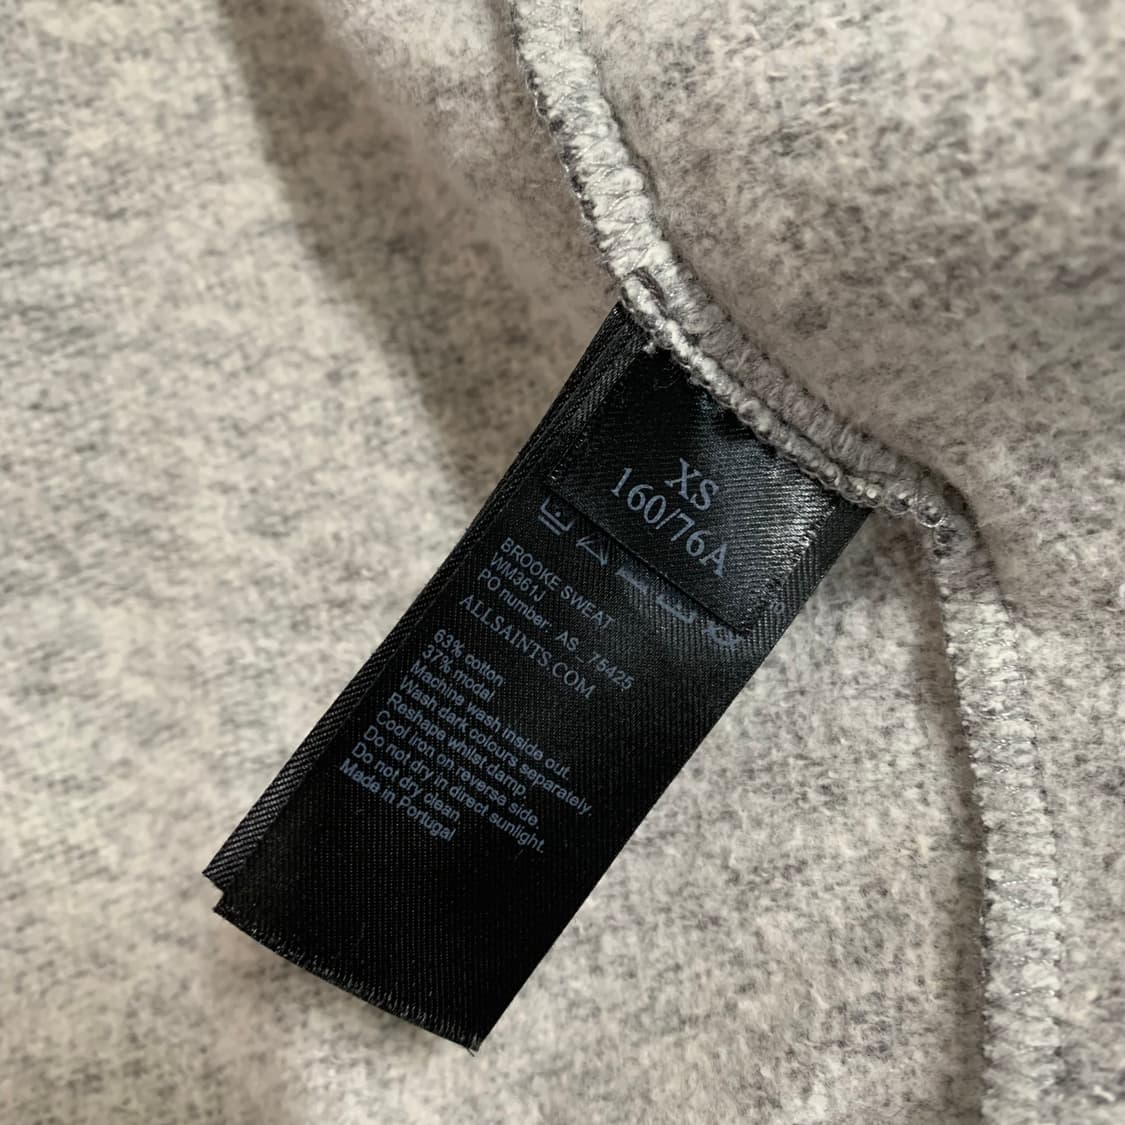 XS
160/76A
BROOKE SWEAT
WM361J
PO number: AS_75425
ALLSAINTS.COM
63% cotton
37% modal
Machine wash inside out.
Wash dark colours separately.
Reshape whilst damp.
Cool iron on reverse side.
Do not dry in direct sunlight.
Do not dry clean.
Made in Portugal